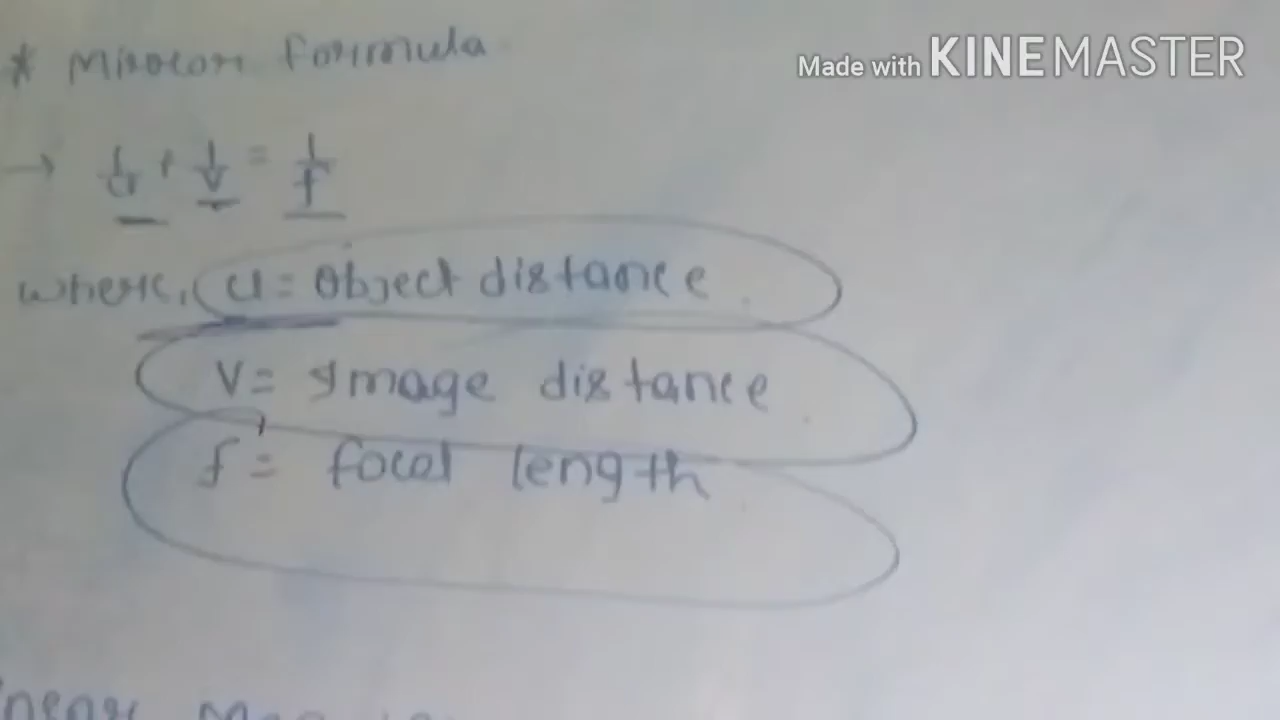 * Mirror formula
Made with KINEMASTER
→ 1/u + 1/v = 1/f
where, u = object distance
v = Image distance
f = focal length